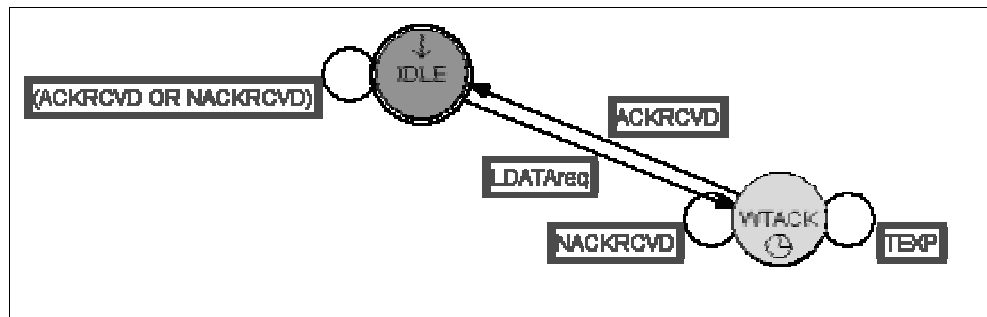 IDLE
(ACKRCVD OR NACKRCVD)
ACKRCVD
LDATAreq
WTACK
NACKRCVD
TEXP